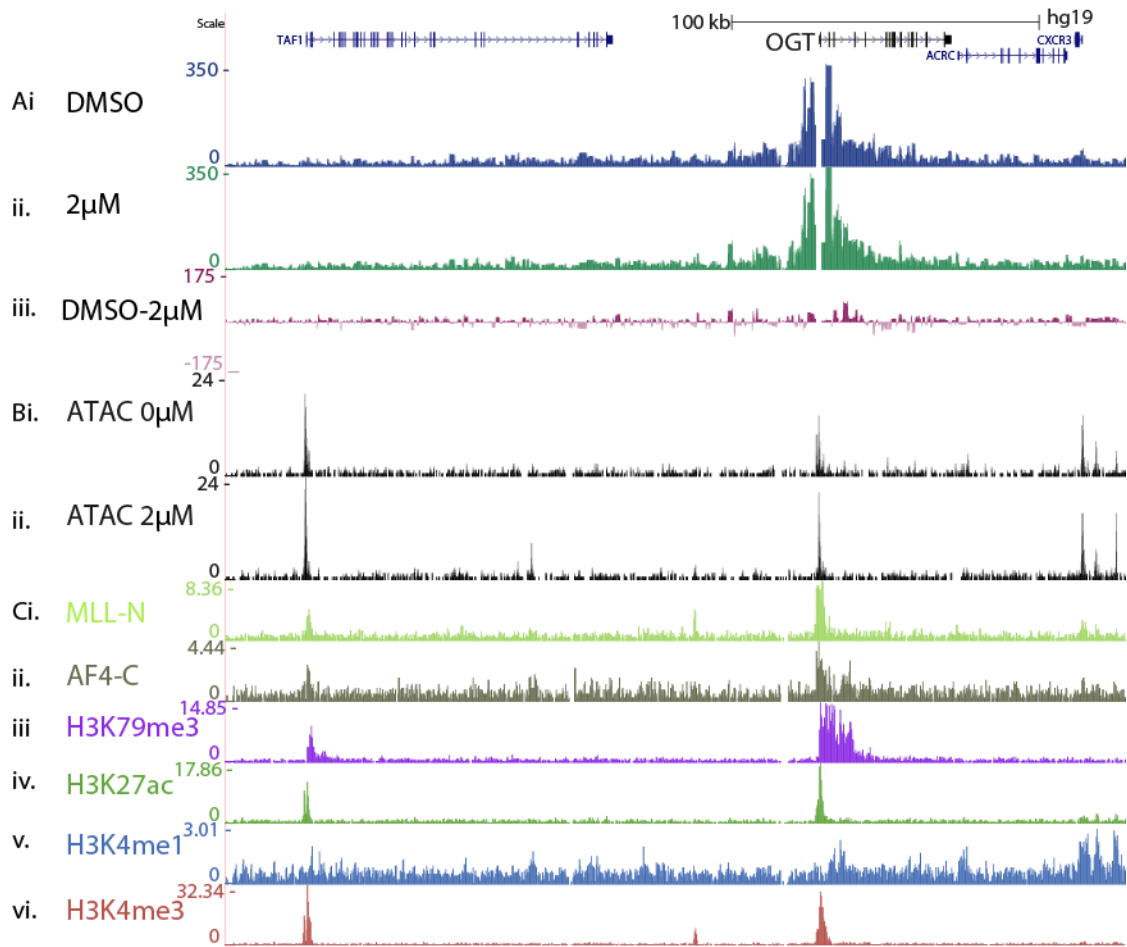 Scale 100 kb hg19
TAF1 OGT CXCR3
ACRC
350 -
Ai DMSO
0
350 -
ii. 2µM
0
175 -
iii. DMSO-2µM
-175 _
24 -
Bi. ATAC 0µM
0
24 -
ii. ATAC 2µM
0
8.36 -
Ci. MLL-N
0
4.44 -
ii. AF4-C
0
14.85 -
iii H3K79me3
0
17.86 -
iv. H3K27ac
0
3.01 -
v. H3K4me1
0
32.34 -
vi. H3K4me3
0